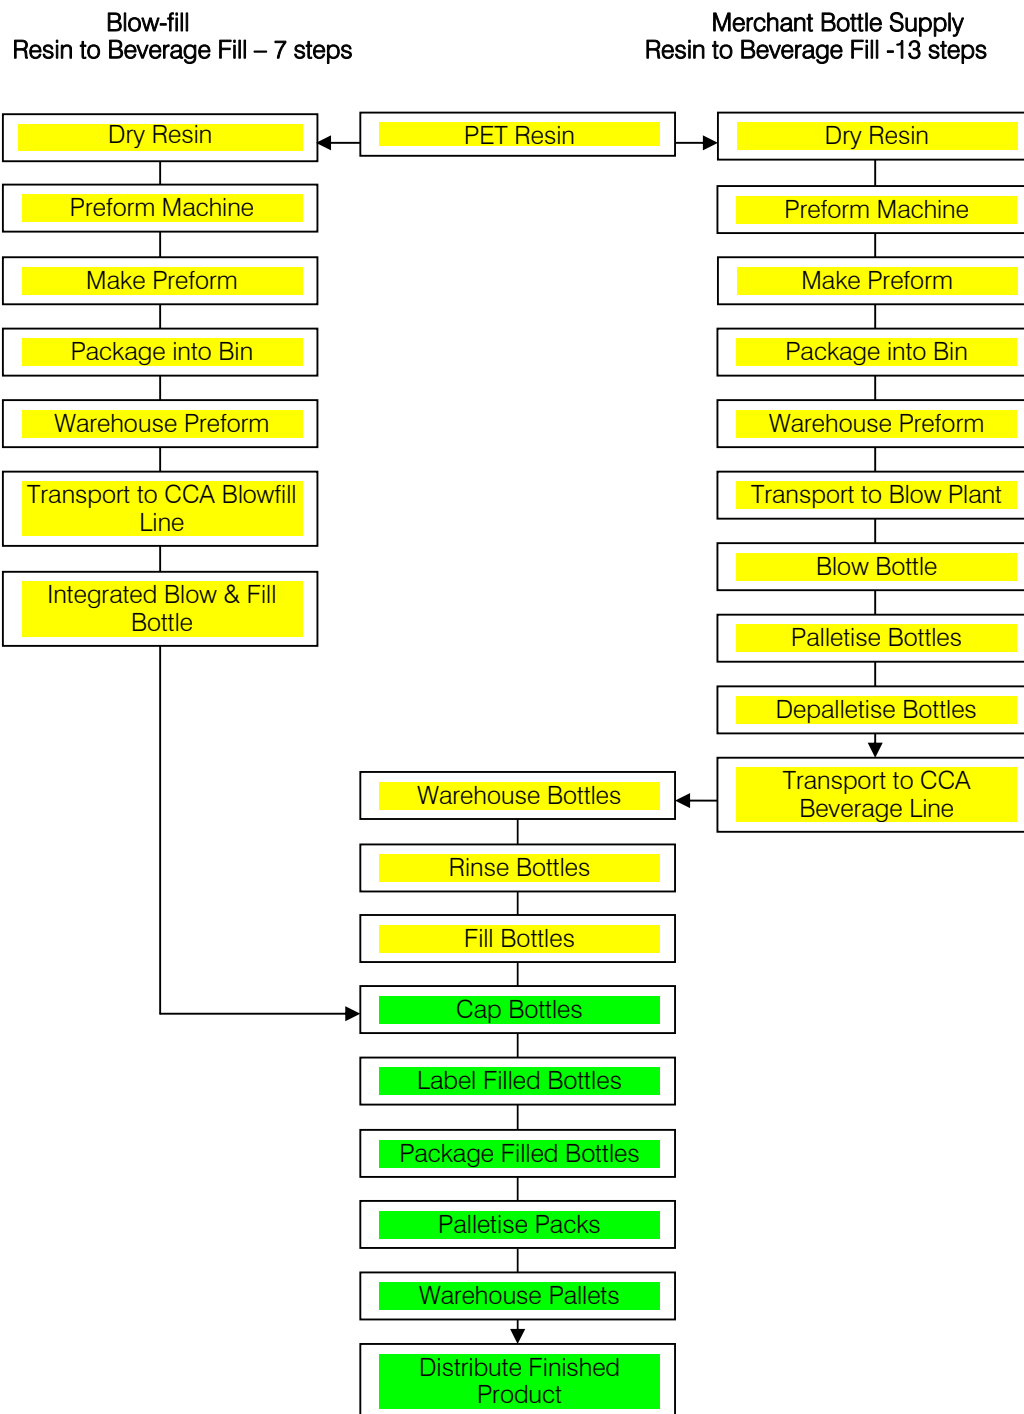 Blow-fill
Resin to Beverage Fill – 7 steps
Merchant Bottle Supply
Resin to Beverage Fill -13 steps
Dry Resin
PET Resin
Dry Resin
Preform Machine
Preform Machine
Make Preform
Make Preform
Package into Bin
Package into Bin
Warehouse Preform
Warehouse Preform
Transport to CCA Blowfill
Line
Transport to Blow Plant
Integrated Blow & Fill
Bottle
Blow Bottle
Palletise Bottles
Depalletise Bottles
Transport to CCA
Beverage Line
Warehouse Bottles
Rinse Bottles
Fill Bottles
Cap Bottles
Label Filled Bottles
Package Filled Bottles
Palletise Packs
Warehouse Pallets
Distribute Finished
Product